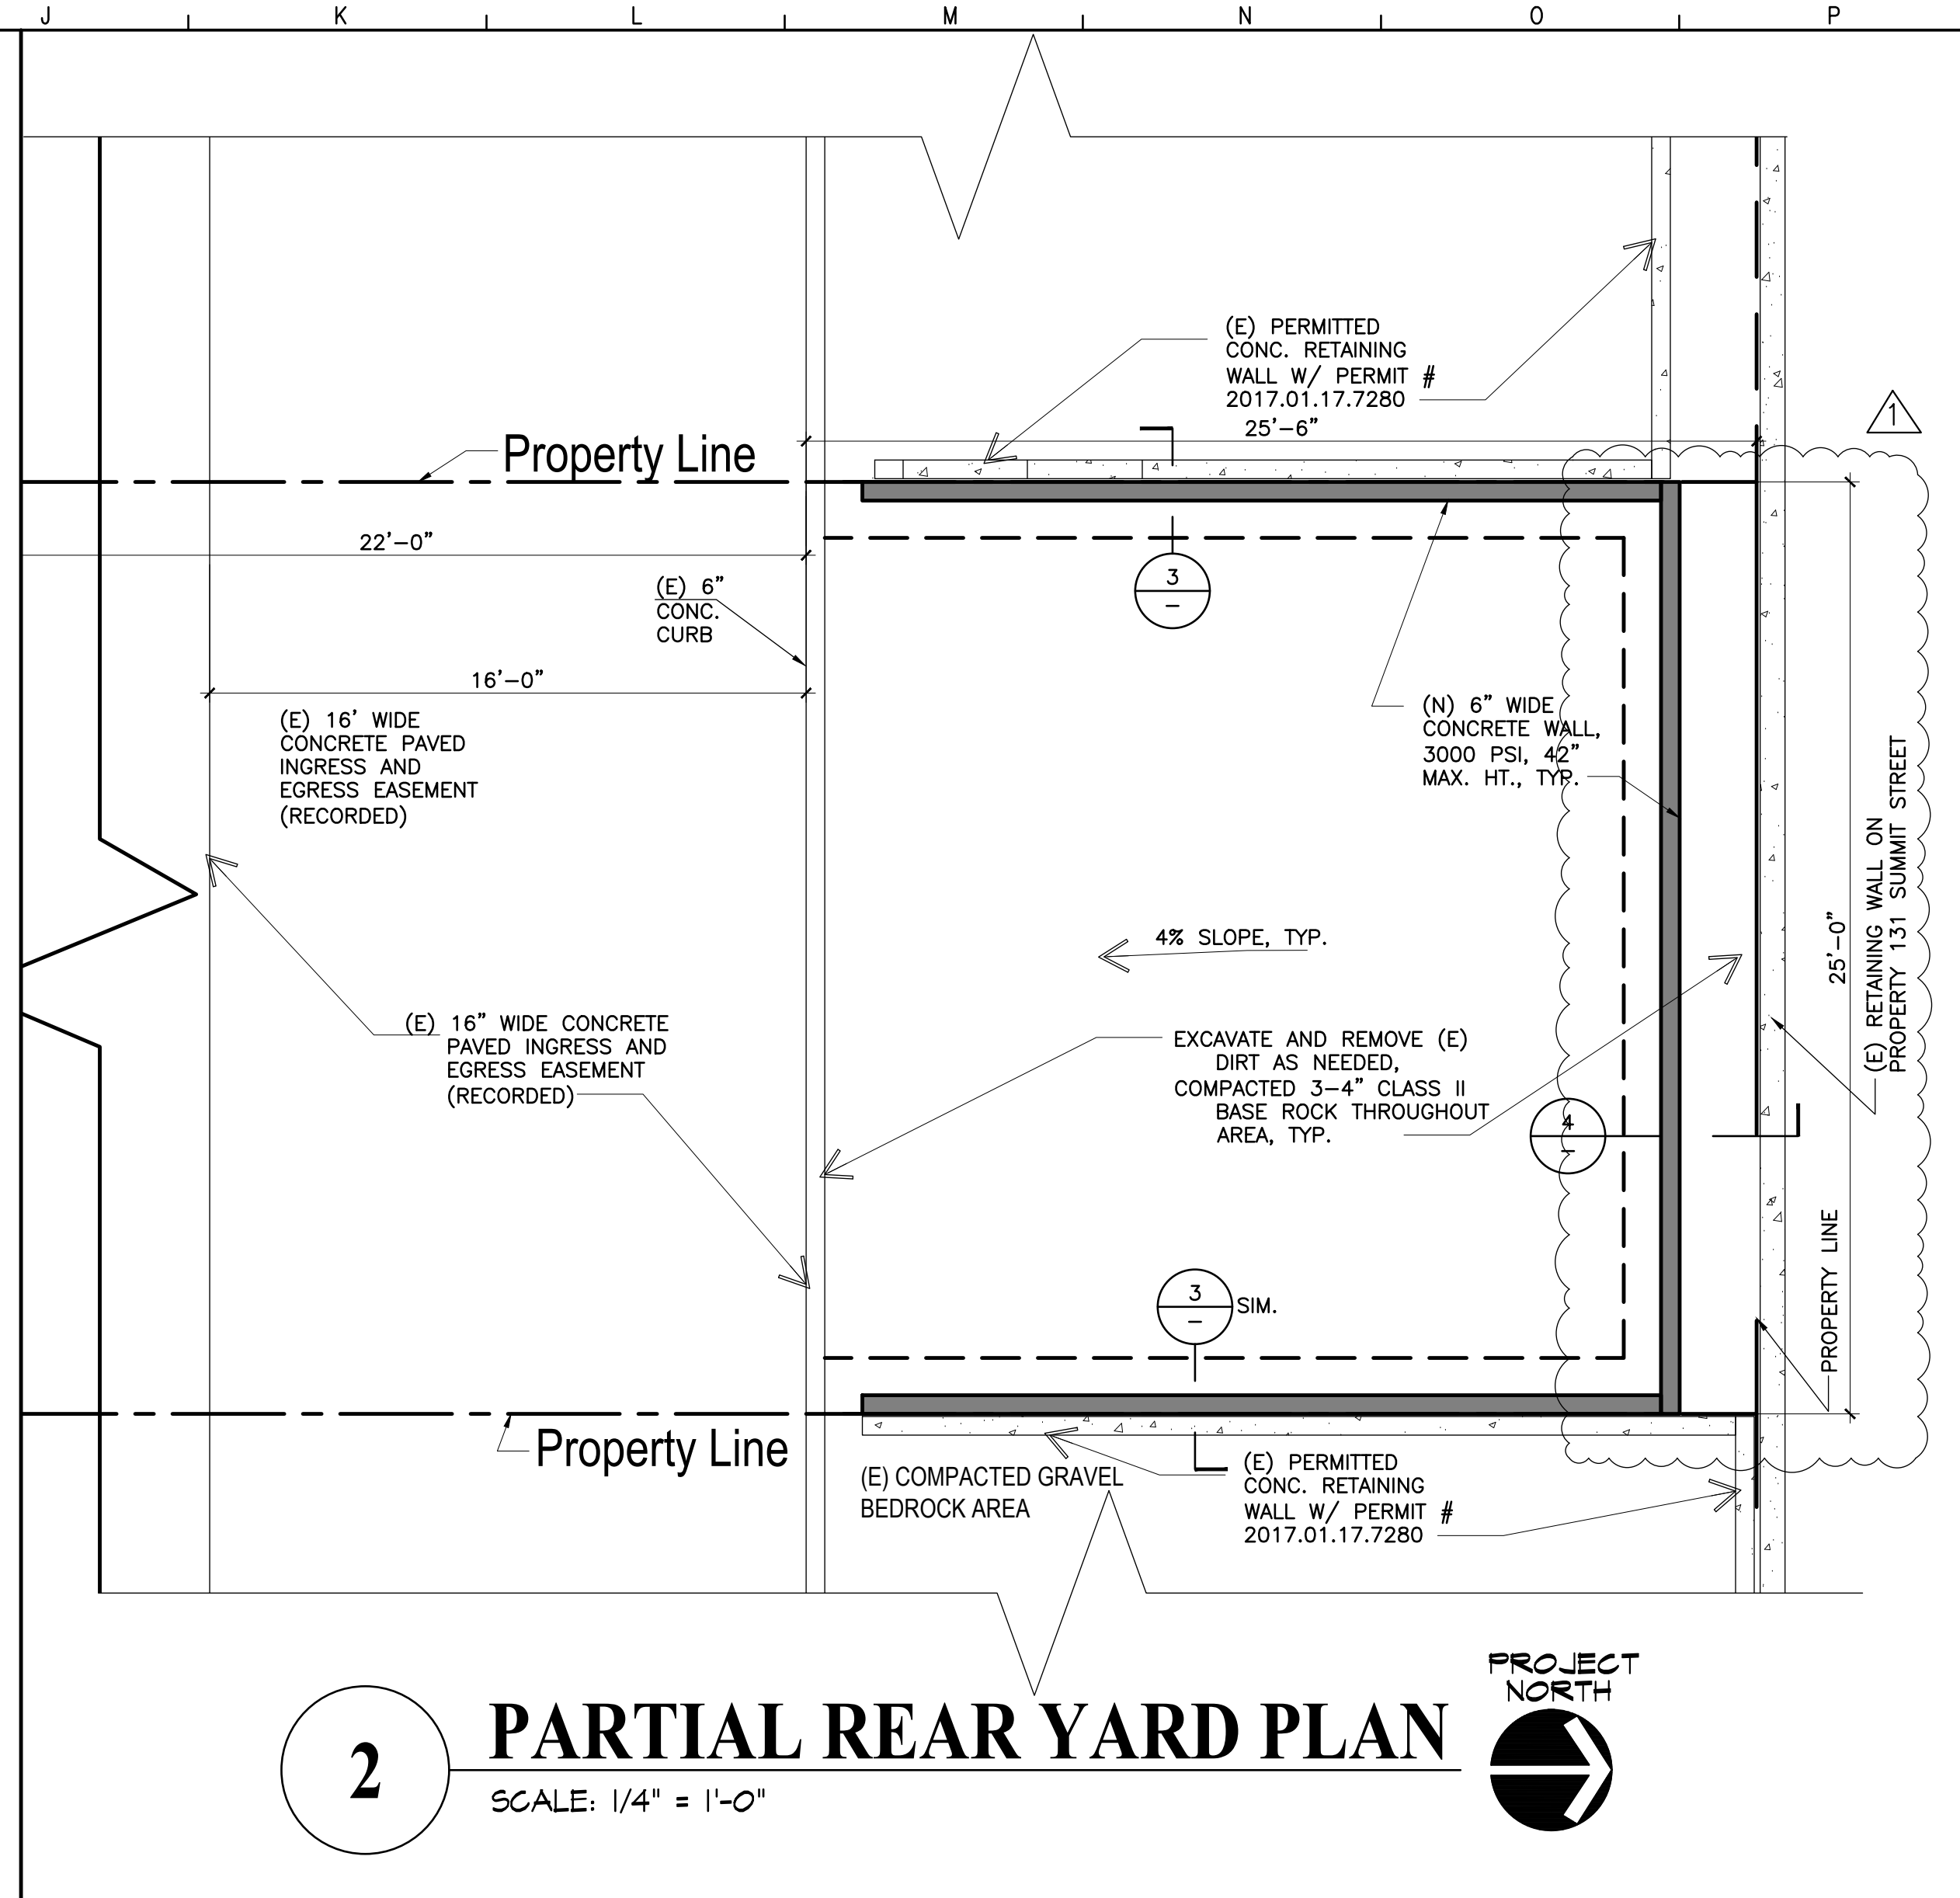 J K L M N O P
(E) PERMITTED
CONC. RETAINING
WALL W/ PERMIT #
2017.01.17.7280
25'-6"
1
Property Line
22'-0"
(E) 6"
CONC.
CURB
3
–
16'-0"
(E) 16' WIDE
CONCRETE PAVED
INGRESS AND
EGRESS EASEMENT
(RECORDED)
(N) 6" WIDE
CONCRETE WALL,
3000 PSI, 42"
MAX. HT., TYP.
(E) RETAINING WALL ON
PROPERTY 131 SUMMIT STREET
25'-0"
4% SLOPE, TYP.
(E) 16" WIDE CONCRETE
PAVED INGRESS AND
EGRESS EASEMENT
(RECORDED)
EXCAVATE AND REMOVE (E)
DIRT AS NEEDED,
COMPACTED 3-4" CLASS II
BASE ROCK THROUGHOUT
AREA, TYP.
4
–
PROPERTY LINE
3
–
SIM.
Property Line
(E) COMPACTED GRAVEL
BEDROCK AREA
(E) PERMITTED
CONC. RETAINING
WALL W/ PERMIT #
2017.01.17.7280
2
PARTIAL REAR YARD PLAN
SCALE: 1/4" = 1'-0"
PROJECT
NORTH